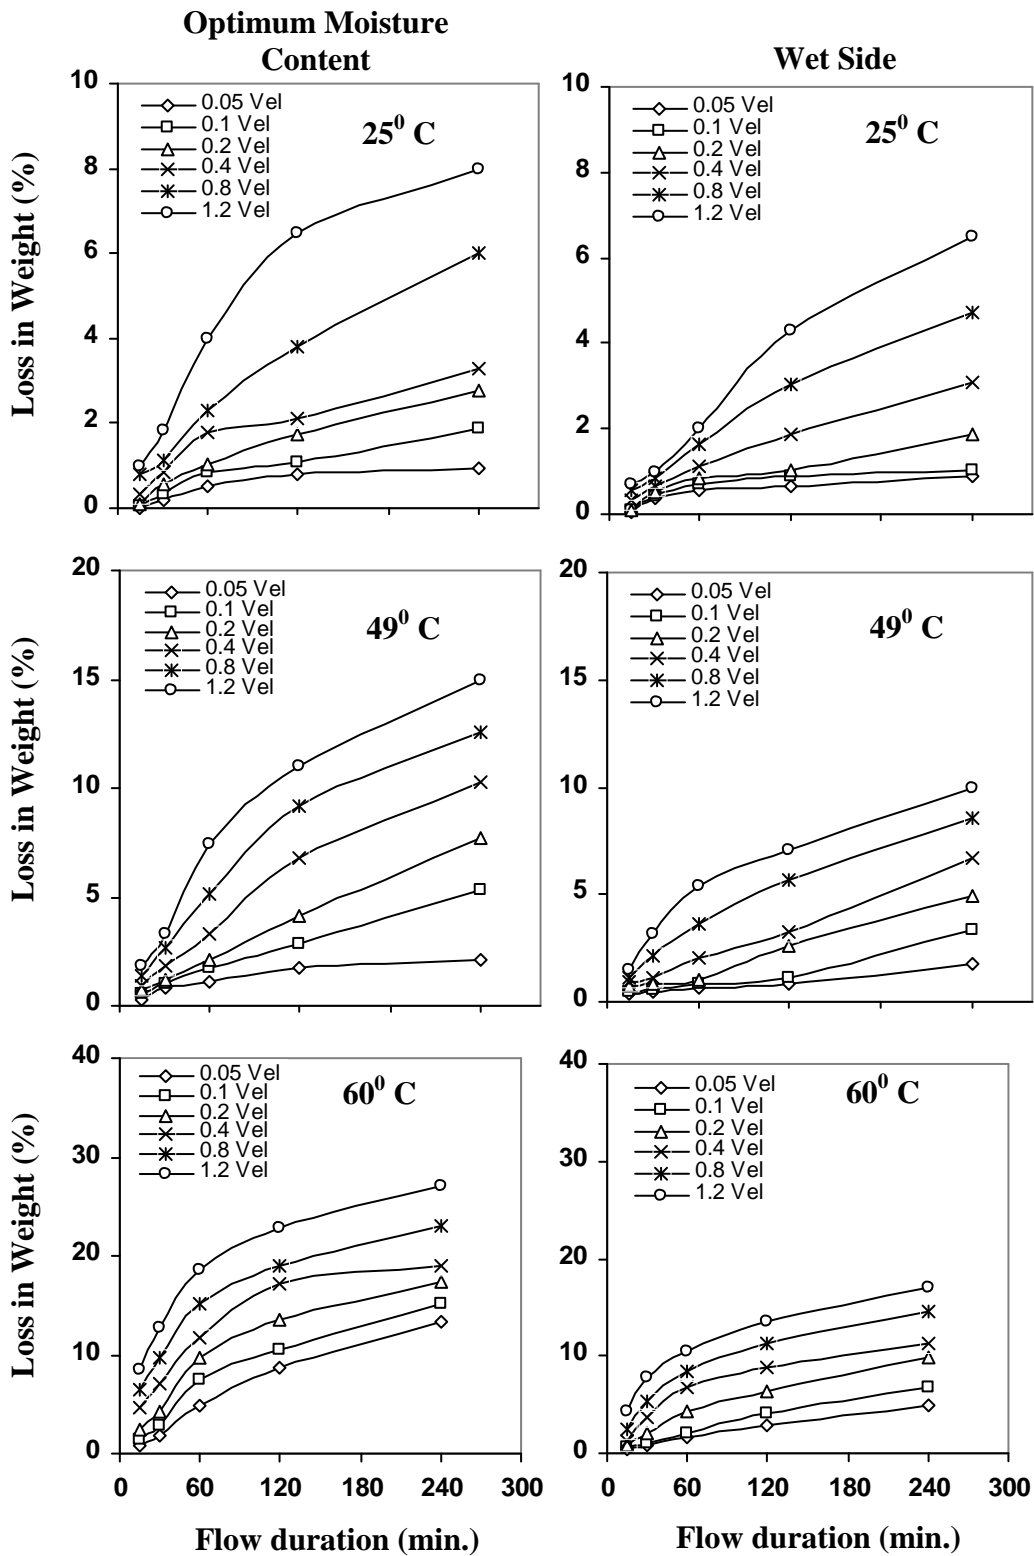 Optimum Moisture
Content
Wet Side
Loss in Weight (%)
10
8
6
4
2
0
0.05 Vel
0.1 Vel
0.2 Vel
0.4 Vel
0.8 Vel
1.2 Vel
25⁰ C
10
8
6
4
2
0
0.05 Vel
0.1 Vel
0.2 Vel
0.4 Vel
0.8 Vel
1.2 Vel
25⁰ C
Loss in Weight (%)
20
15
10
5
0
0.05 Vel
0.1 Vel
0.2 Vel
0.4 Vel
0.8 Vel
1.2 Vel
49⁰ C
20
15
10
5
0
0.05 Vel
0.1 Vel
0.2 Vel
0.4 Vel
0.8 Vel
1.2 Vel
49⁰ C
Loss in Weight (%)
40
30
20
10
0
0.05 Vel
0.1 Vel
0.2 Vel
0.4 Vel
0.8 Vel
1.2 Vel
60⁰ C
0 60 120 180 240 300
Flow duration (min.)
40
30
20
10
0
0.05 Vel
0.1 Vel
0.2 Vel
0.4 Vel
0.8 Vel
1.2 Vel
60⁰ C
0 60 120 180 240 300
Flow duration (min.)